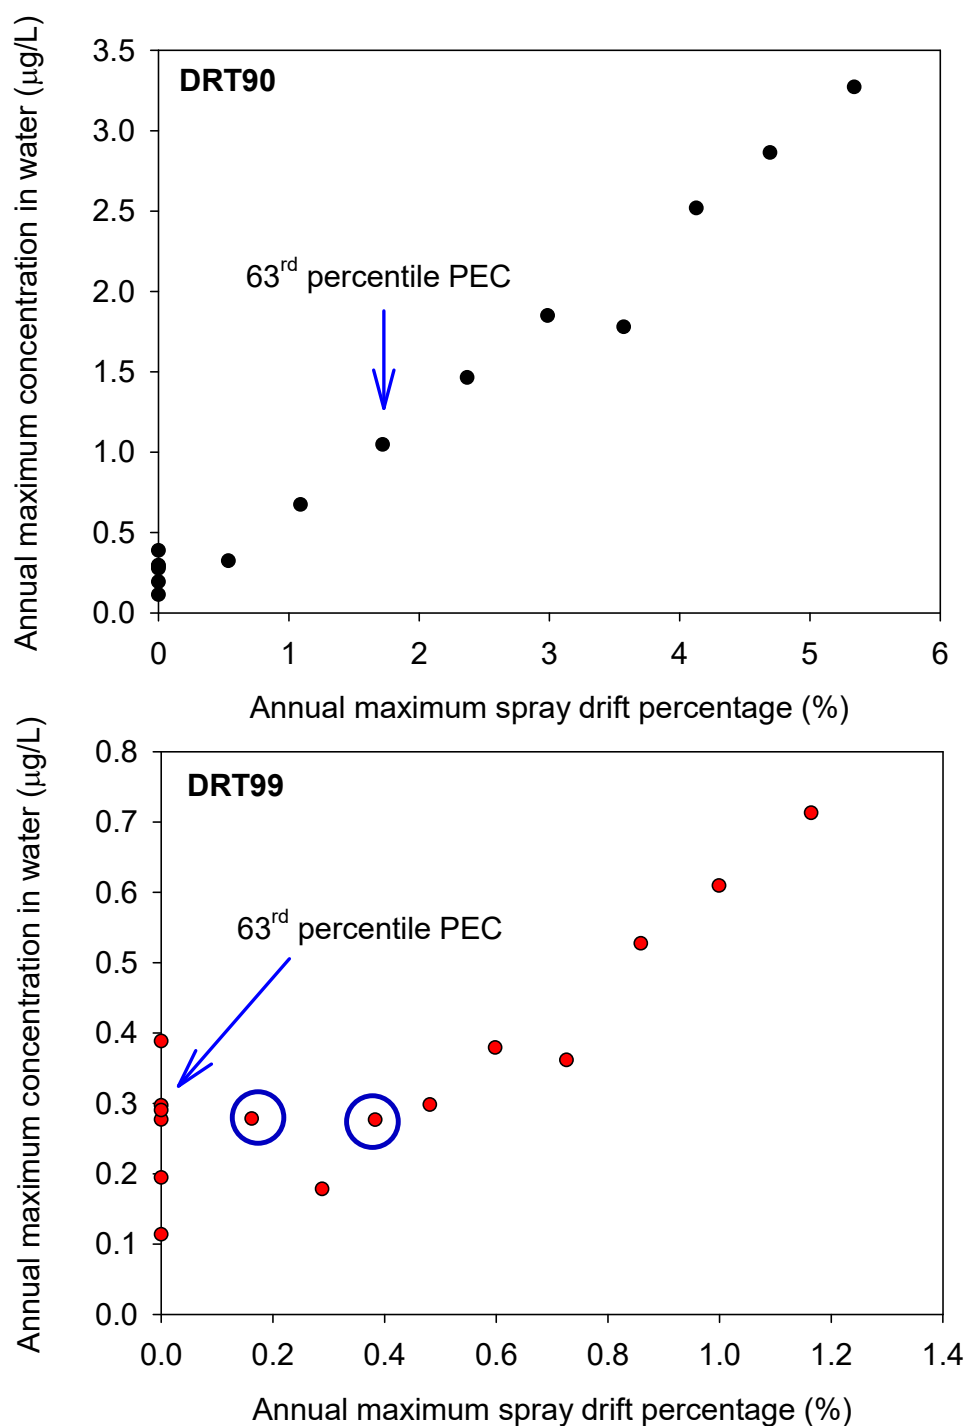 Annual maximum concentration in water (μg/L)
3.5
3.0
2.5
2.0
1.5
1.0
0.5
0.0
DRT90
63rd percentile PEC
0 1 2 3 4 5 6
Annual maximum spray drift percentage (%)
Annual maximum concentration in water (μg/L)
0.8
0.7
0.6
0.5
0.4
0.3
0.2
0.1
0.0
DRT99
63rd percentile PEC
0.0 0.2 0.4 0.6 0.8 1.0 1.2 1.4
Annual maximum spray drift percentage (%)